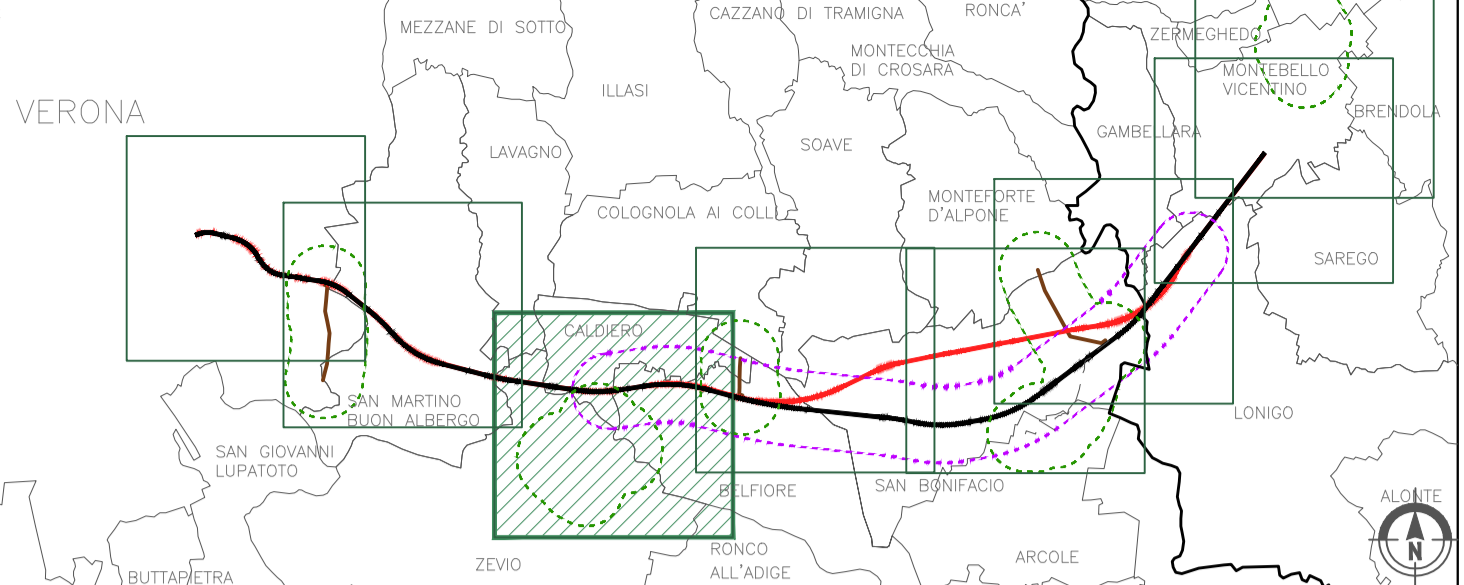 MEZZANE DI SOTTO
CAZZANO DI TRAMIGNA
RONCA'
ZERMEGHEDO
MONTECCHIA
DI CROSARA
MONTEBELLO
VICENTINO
ILLASI
VERONA
BRENDOLA
GAMBELLARA
LAVAGNO
SOAVE
MONTEFORTE
D'ALPONE
COLOGNOLA AI COLLI
SAREGO
CALDIERO
SAN MARTINO
BUON ALBERGO
LONIGO
SAN GIOVANNI
LUPATOTO
BELFIORE
SAN BONIFACIO
ALONTE
ZEVIO
RONCO
ALL'ADIGE
ARCOLE
BUTTAPIETRA
N